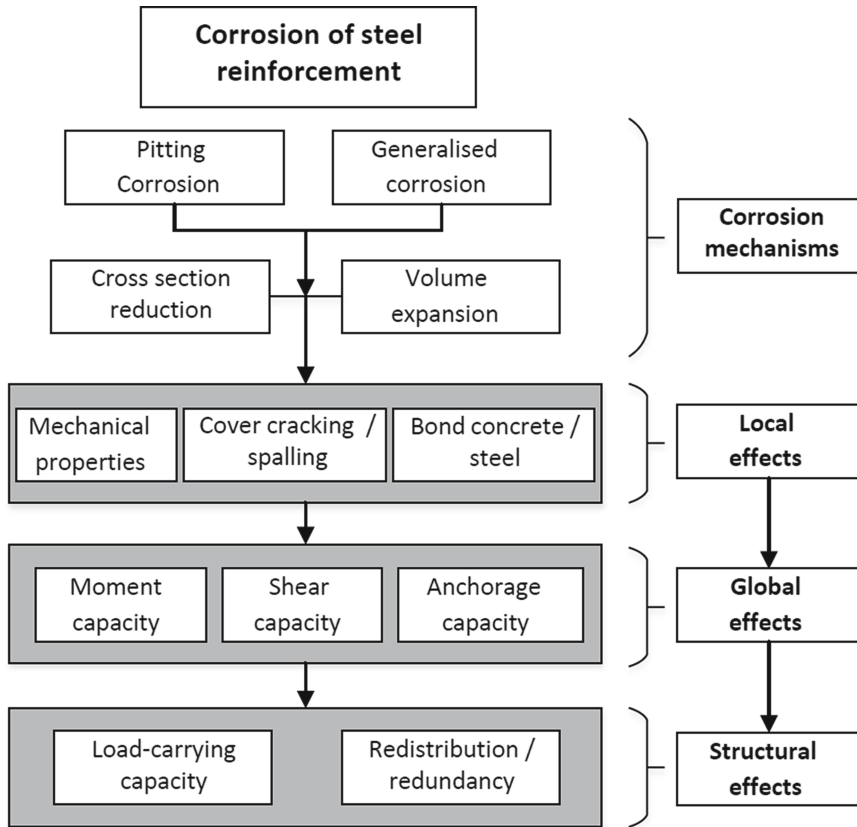 Corrosion of steel
reinforcement
Pitting
Corrosion
Generalised
corrosion
Corrosion
mechanisms
Cross section
reduction
Volume
expansion
Mechanical
properties
Cover cracking /
spalling
Bond concrete /
steel
Local
effects
Moment
capacity
Shear
capacity
Anchorage
capacity
Global
effects
Load-carrying
capacity
Redistribution /
redundancy
Structural
effects